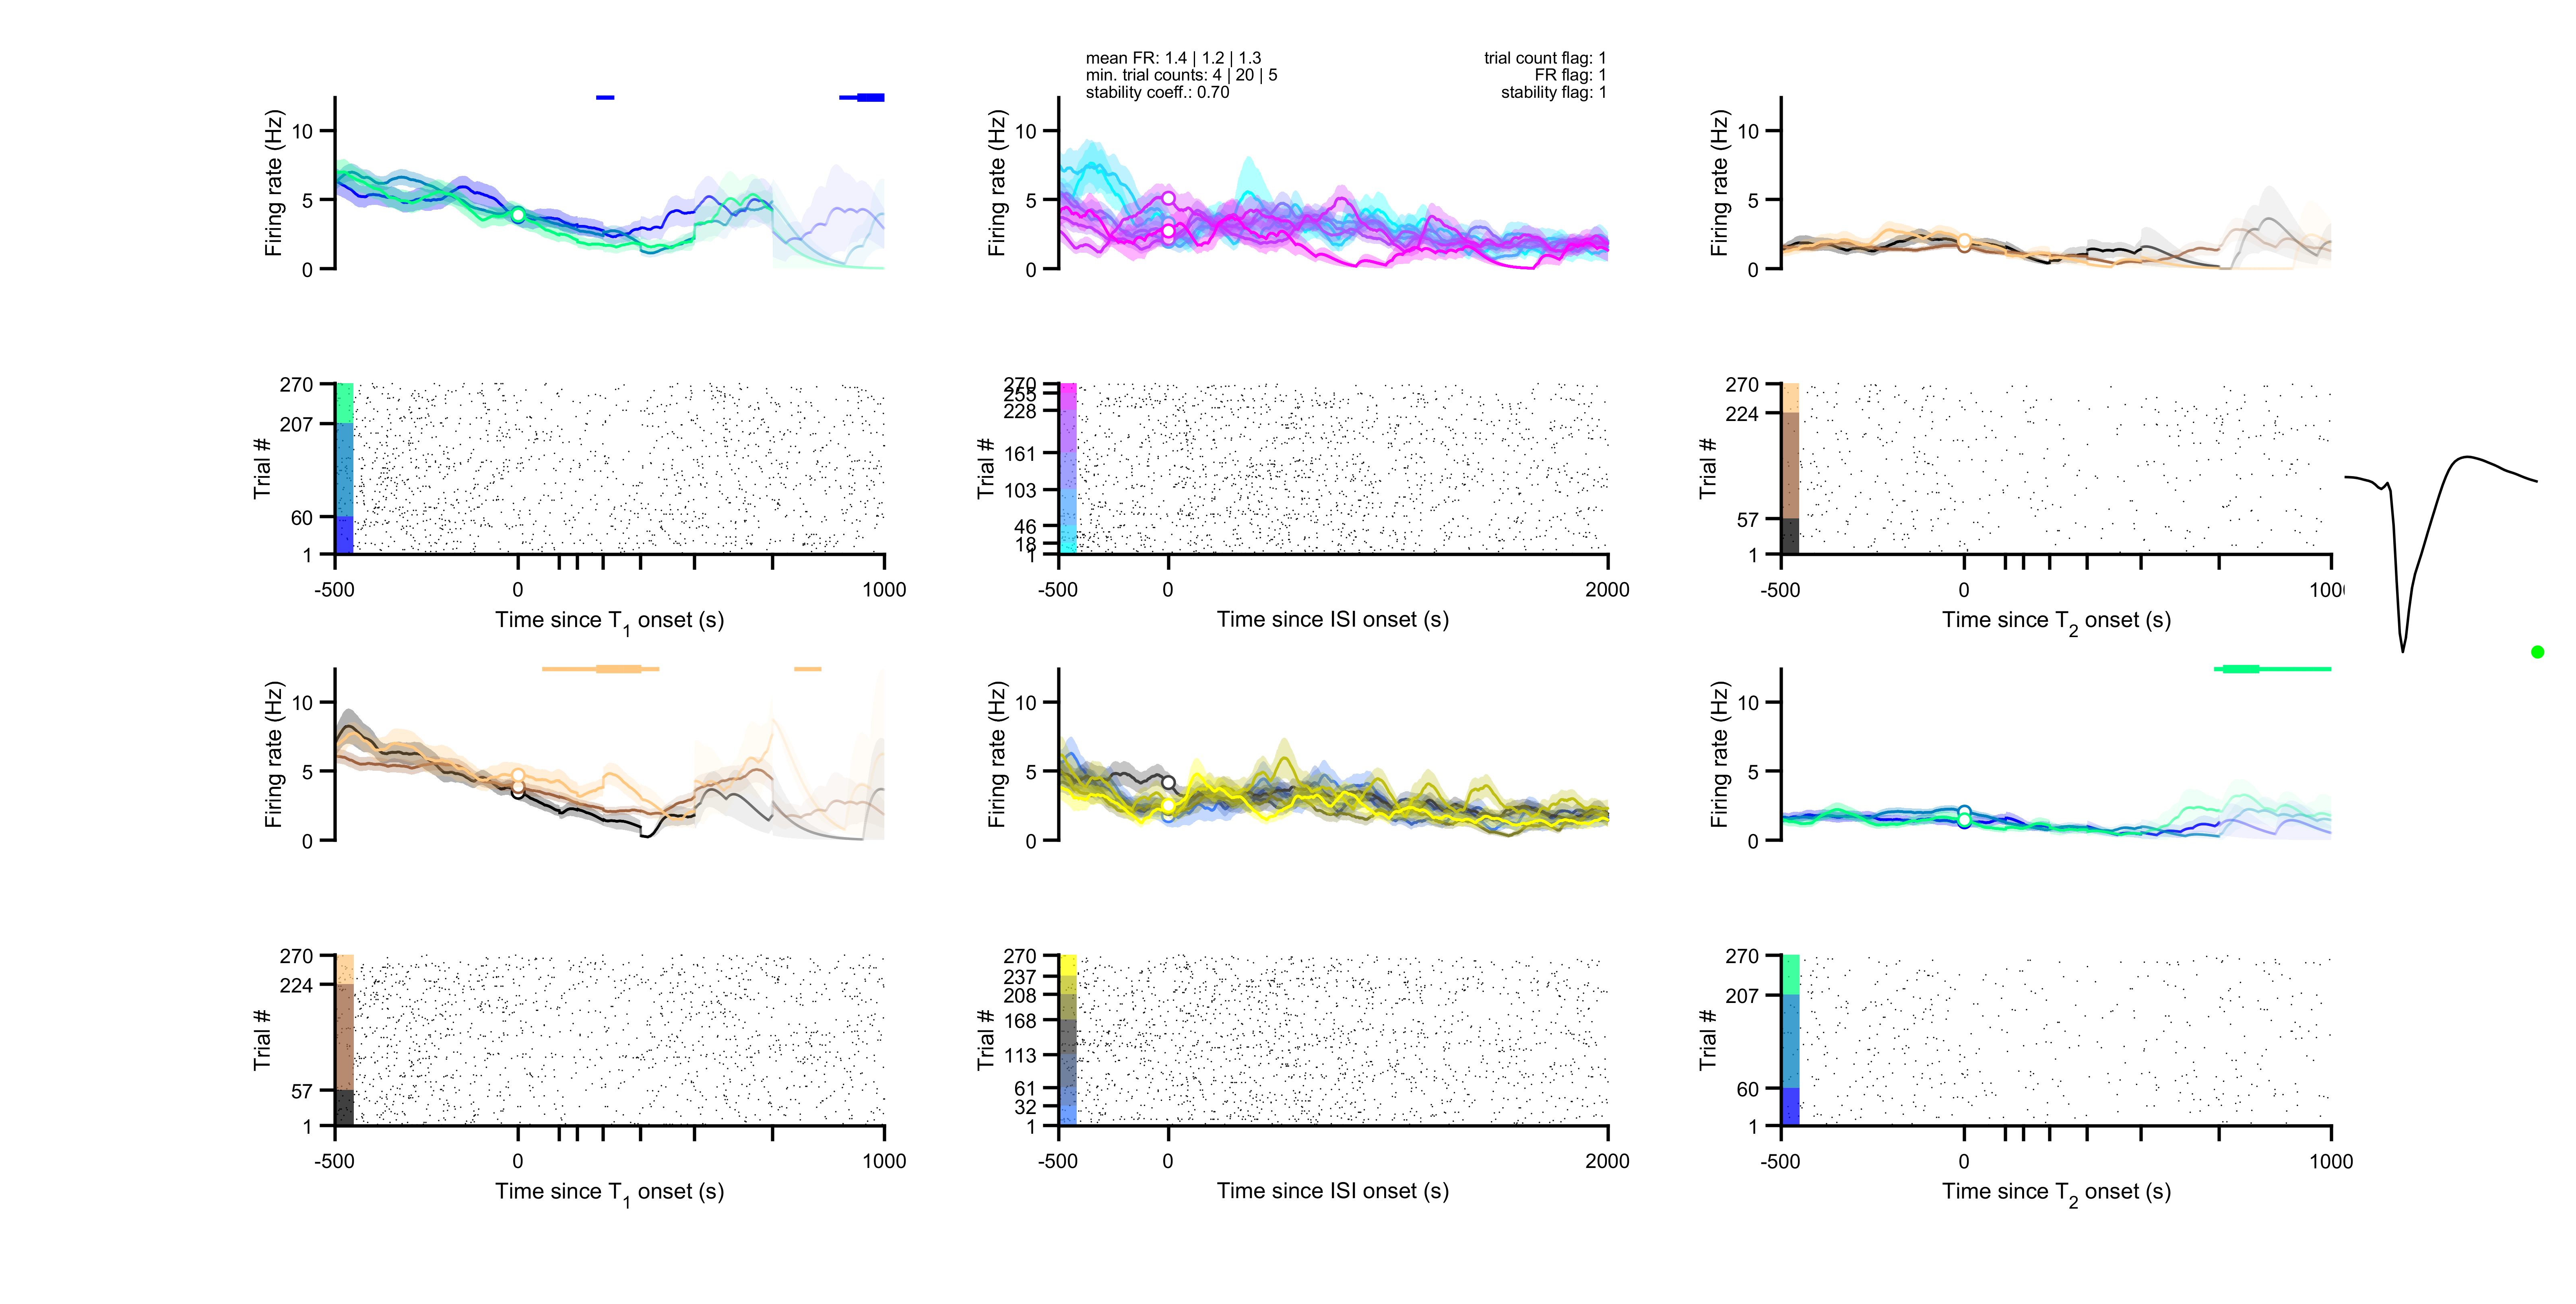 mean FR: 1.4 | 1.2 | 1.3
min. trial counts: 4 | 20 | 5
stability coeff.: 0.70
trial count flag: 1
FR flag: 1
stability flag: 1
Firing rate (Hz)
10
5
0
Firing rate (Hz)
10
5
0
Firing rate (Hz)
10
5
0
Trial #
270
207
60
1
-500
0
1000
Time since T1 onset (s)
Trial #
270
255
228
161
103
46
18
1
-500
0
2000
Time since ISI onset (s)
Trial #
270
224
57
1
-500
0
Time since T2 onset (s)
Firing rate (Hz)
10
5
0
Firing rate (Hz)
10
5
0
Firing rate (Hz)
10
5
0
Trial #
270
224
57
1
-500
0
1000
Time since T1 onset (s)
Trial #
270
237
208
168
113
61
32
1
-500
0
2000
Time since ISI onset (s)
Trial #
270
207
60
1
-500
0
1000
Time since T2 onset (s)